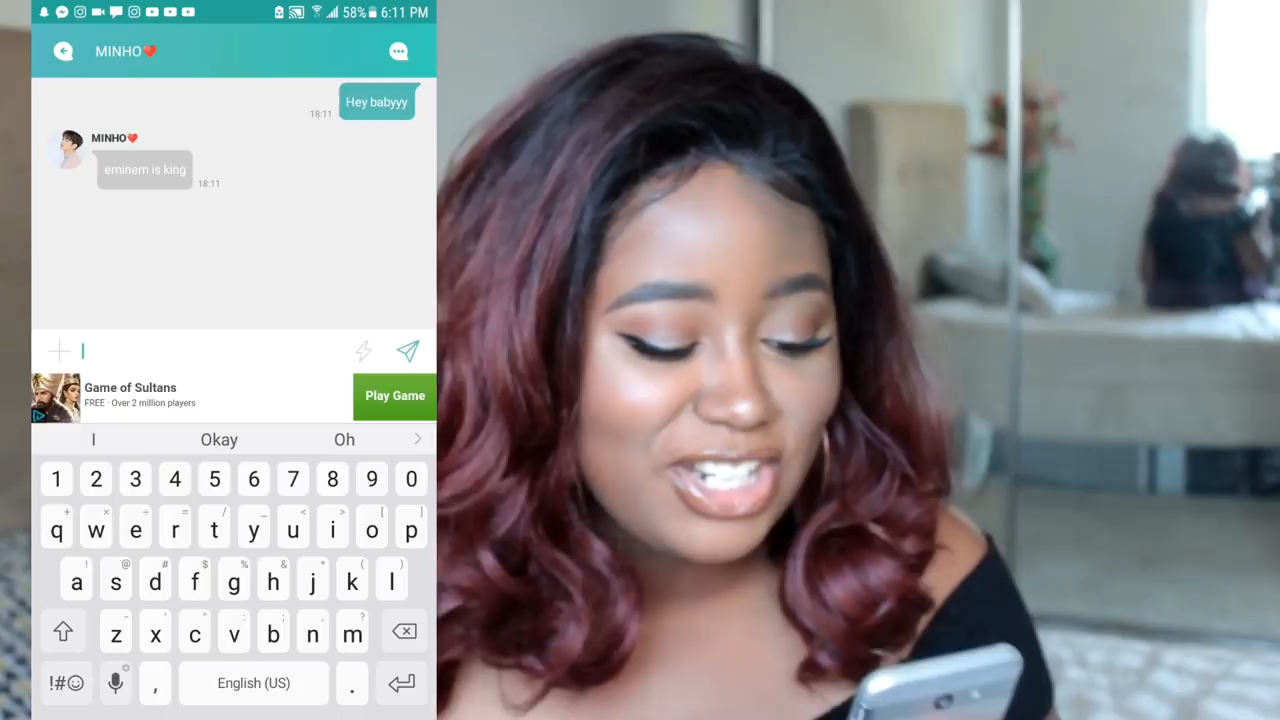 58% 6:11 PM
MINHO❤️
Hey babyyy
18:11
MINHO❤️
eminem is king
18:11
Game of Sultans
FREE · Over 2 million players
Play Game
I Okay Oh
1 2 3 4 5 6 7 8 9 0
+ × ÷ = / _ < > [ ]
q w e r t y u i o p
! @ # $ % & * ( )
a s d f g h j k l
- ' " : ; , ?
z x c v b n m
!#☺ , English (US) .